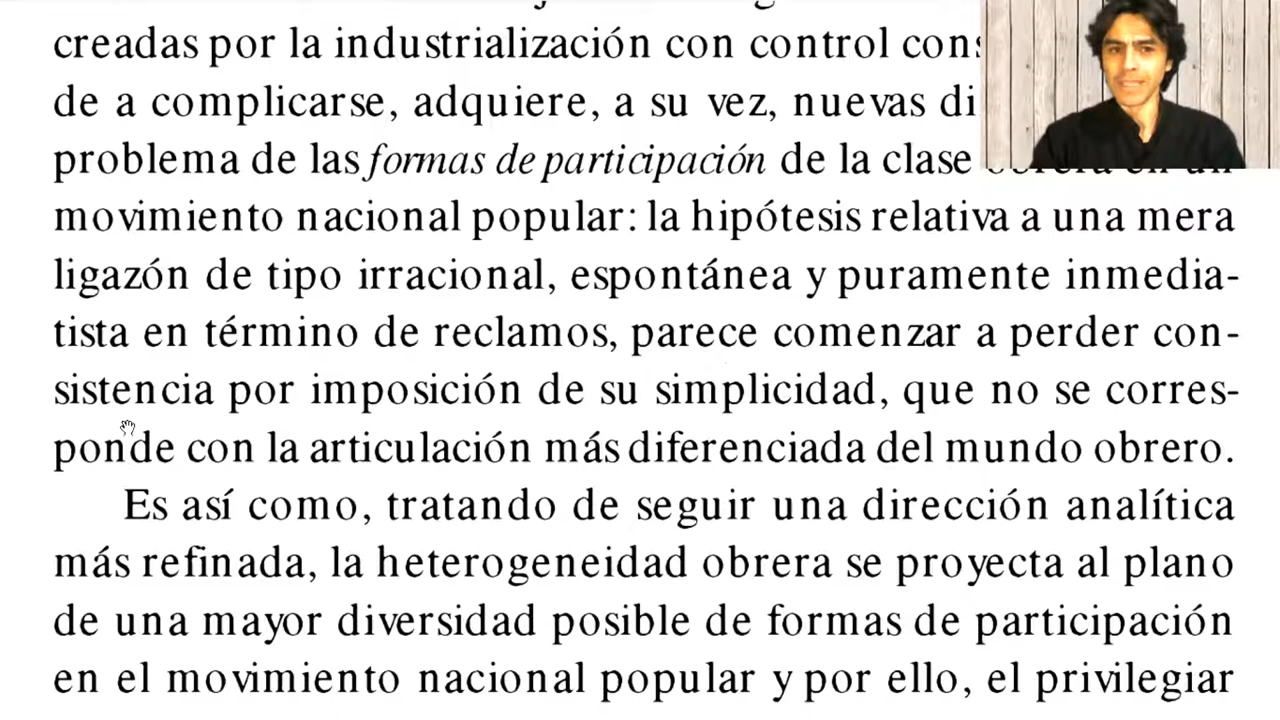 creadas por la industrialización con control
de a complicarse, adquiere, a su vez, nuevas
problema de las formas de participación de la clase
movimiento nacional popular: la hipótesis relativa a una mera
ligazón de tipo irracional, espontánea y puramente inmedia-
tista en término de reclamos, parece comenzar a perder con-
sistencia por imposición de su simplicidad, que no se corres-
ponde con la articulación más diferenciada del mundo obrero.
Es así como, tratando de seguir una dirección analítica
más refinada, la heterogeneidad obrera se proyecta al plano
de una mayor diversidad posible de formas de participación
en el movimiento nacional popular y por ello, el privilegiar